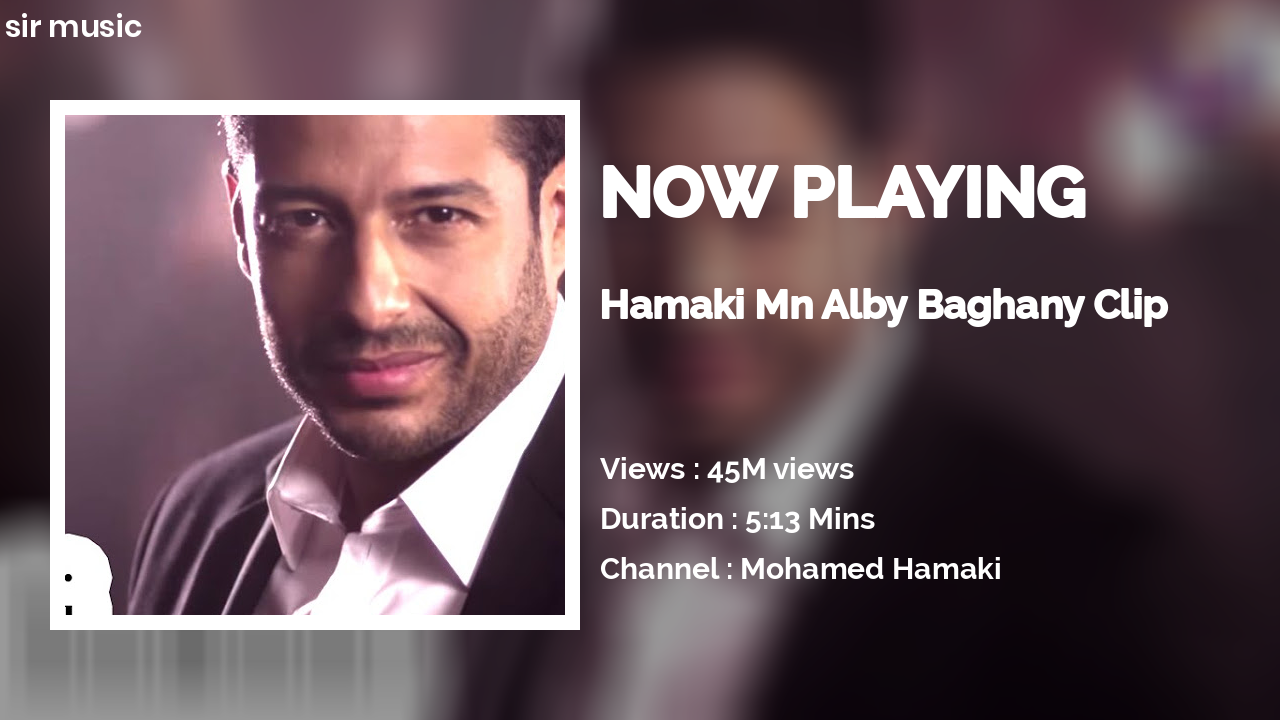 sir music
NOW PLAYING
Hamaki Mn Alby Baghany Clip
Views : 45M views
Duration : 5:13 Mins
Channel : Mohamed Hamaki